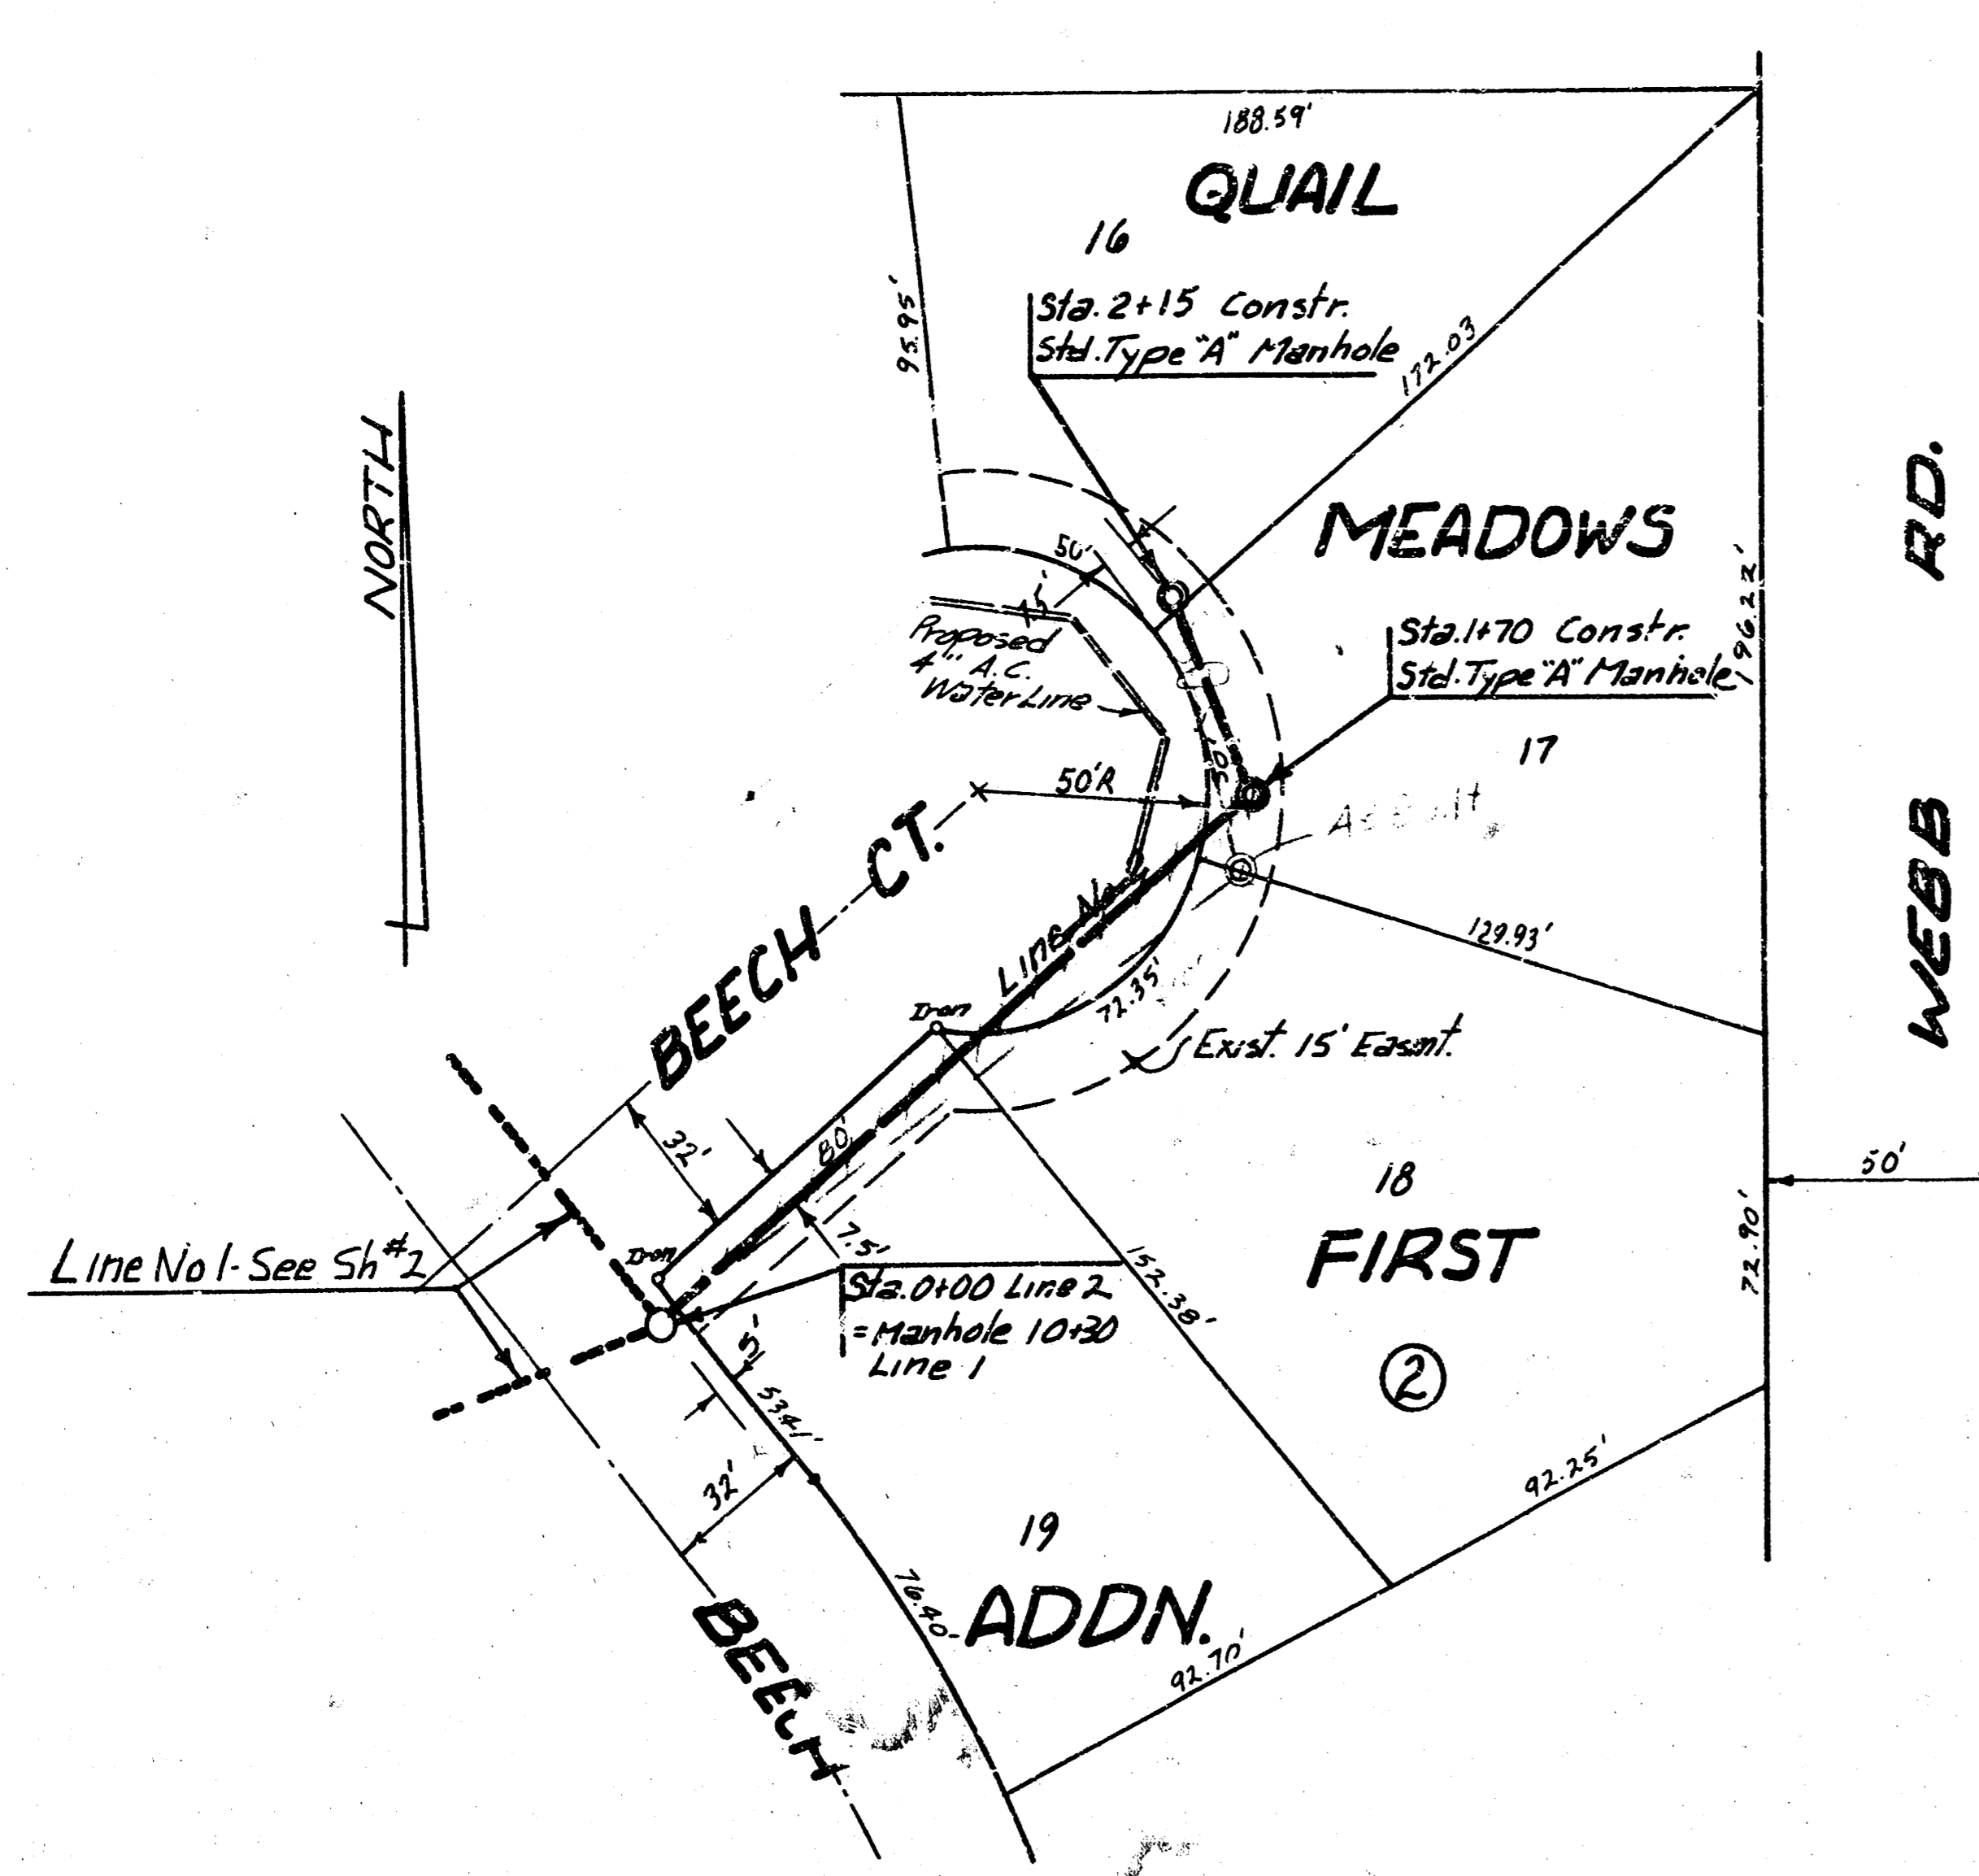 188.59'
QUAIL
16
95.95'
Sta. 2+15 Constr.
Std. Type "A" Manhole
172.03
NORTH
RD.
MEADOWS
50'
196.22'
Sta. 1+70 Constr.
Std. Type "A" Manhole
Proposed
4" A.C.
Water Line
17
50'R
50'
As Built
WEBB
BEECH CT.
Line No
129.93'
72.35'
Iron
Exist. 15' Easmt.
32'
80'
18
50'
FIRST
72.90'
7.5'
152.38'
Line No 1 - See Sh #2
Iron
Sta. 0+00 Line 2
= Manhole 10+30
Line 1
5'
53.41'
2
32'
92.25'
19
ADDN.
76.40'
92.70'
BEECH